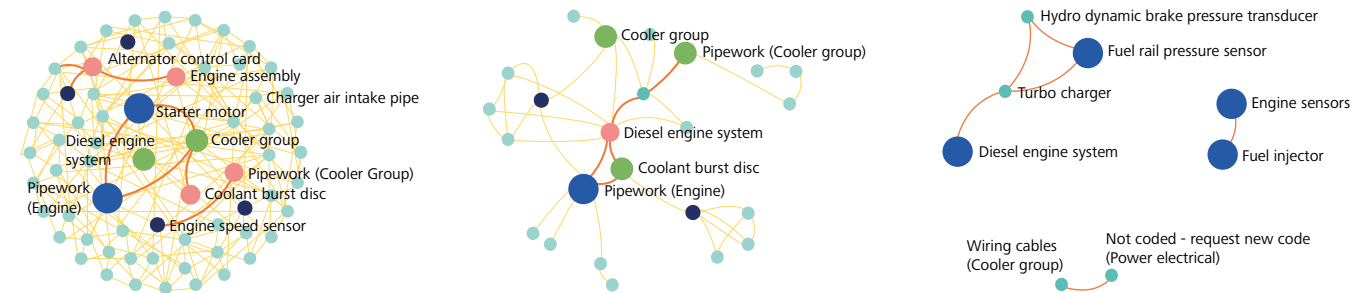 Alternator control card
Engine assembly
Charger air intake pipe
Starter motor
Diesel engine
system
Cooler group
Pipework (Cooler Group)
Pipework
(Engine)
Coolant burst disc
Engine speed sensor
Cooler group
Pipework (Cooler group)
Diesel engine system
Coolant burst disc
Pipework (Engine)
Hydro dynamic brake pressure transducer
Fuel rail pressure sensor
Turbo charger
Engine sensors
Diesel engine system
Fuel injector
Wiring cables
(Cooler group)
Not coded - request new code
(Power electrical)